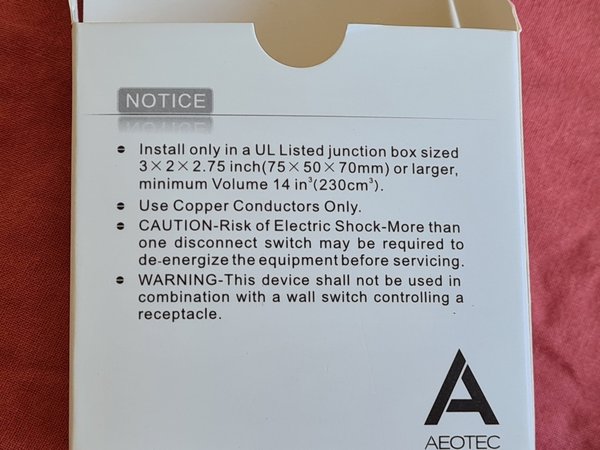 NOTICE
Install only in a UL Listed junction box sized
3×2×2.75 inch(75×50×70mm) or larger,
minimum Volume 14 in³(230cm³).
Use Copper Conductors Only.
CAUTION-Risk of Electric Shock-More than
one disconnect switch may be required to
de-energize the equipment before servicing.
WARNING-This device shall not be used in
combination with a wall switch controlling a
receptacle.
AEOTEC